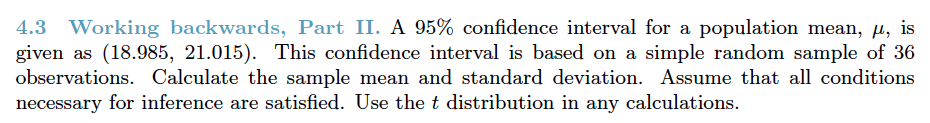 4.3 Working backwards, Part II. A 95% confidence interval for a population mean, μ, is
given as (18.985, 21.015). This confidence interval is based on a simple random sample of 36
observations. Calculate the sample mean and standard deviation. Assume that all conditions
necessary for inference are satisfied. Use the t distribution in any calculations.